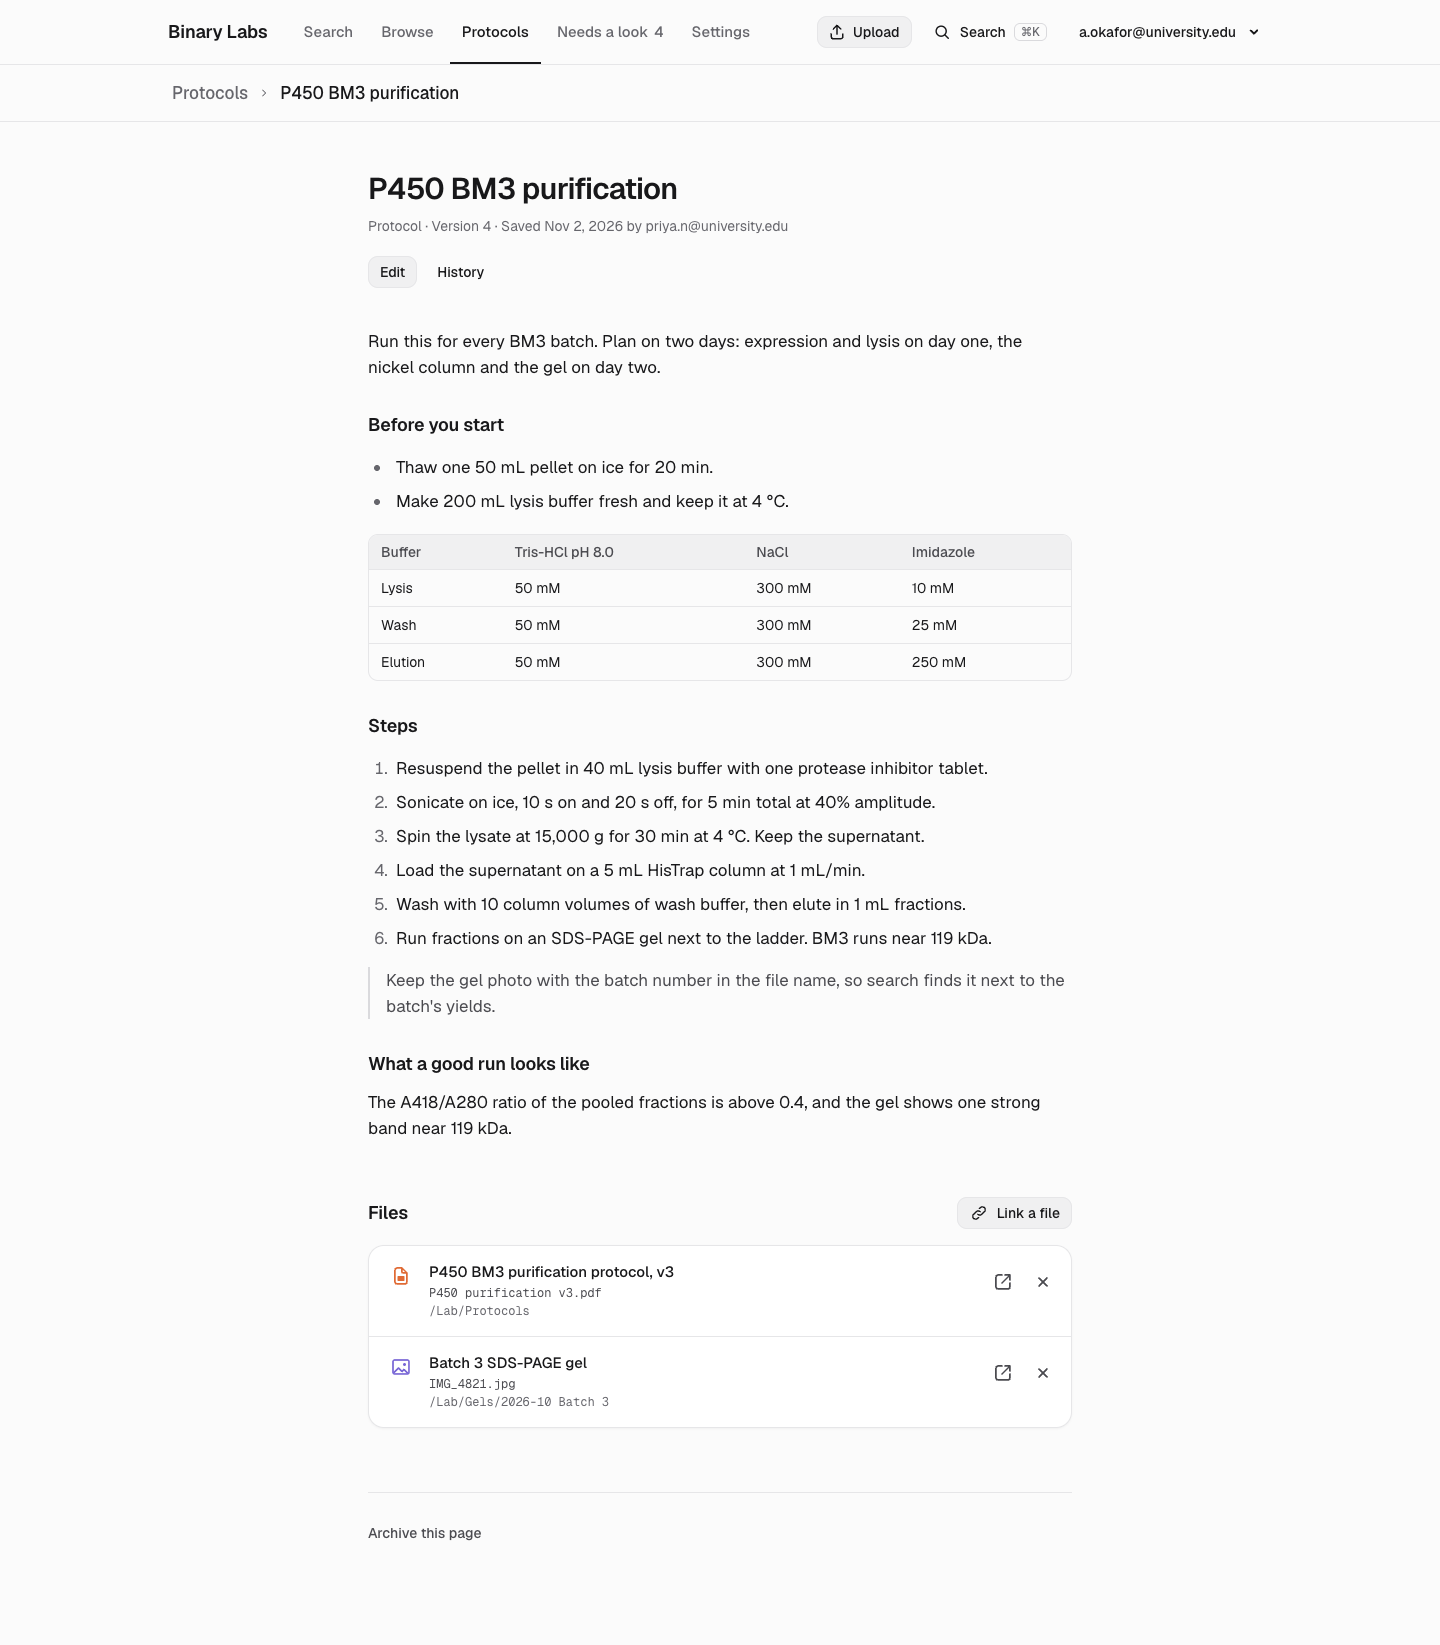 Binary Labs Search Browse Protocols Needs a look 4 Settings Upload Search ⌘K a.okafor@university.edu
Protocols › P450 BM3 purification
P450 BM3 purification
Protocol · Version 4 · Saved Nov 2, 2026 by priya.n@university.edu
Edit History
Run this for every BM3 batch. Plan on two days: expression and lysis on day one, the
nickel column and the gel on day two.
Before you start
• Thaw one 50 mL pellet on ice for 20 min.
• Make 200 mL lysis buffer fresh and keep it at 4 °C.
Buffer Tris-HCl pH 8.0 NaCl Imidazole
Lysis 50 mM 300 mM 10 mM
Wash 50 mM 300 mM 25 mM
Elution 50 mM 300 mM 250 mM
Steps
1. Resuspend the pellet in 40 mL lysis buffer with one protease inhibitor tablet.
2. Sonicate on ice, 10 s on and 20 s off, for 5 min total at 40% amplitude.
3. Spin the lysate at 15,000 g for 30 min at 4 °C. Keep the supernatant.
4. Load the supernatant on a 5 mL HisTrap column at 1 mL/min.
5. Wash with 10 column volumes of wash buffer, then elute in 1 mL fractions.
6. Run fractions on an SDS-PAGE gel next to the ladder. BM3 runs near 119 kDa.
Keep the gel photo with the batch number in the file name, so search finds it next to the
batch's yields.
What a good run looks like
The A418/A280 ratio of the pooled fractions is above 0.4, and the gel shows one strong
band near 119 kDa.
Files Link a file
P450 BM3 purification protocol, v3
P450 purification v3.pdf
/Lab/Protocols
Batch 3 SDS-PAGE gel
IMG_4821.jpg
/Lab/Gels/2026-10 Batch 3
Archive this page